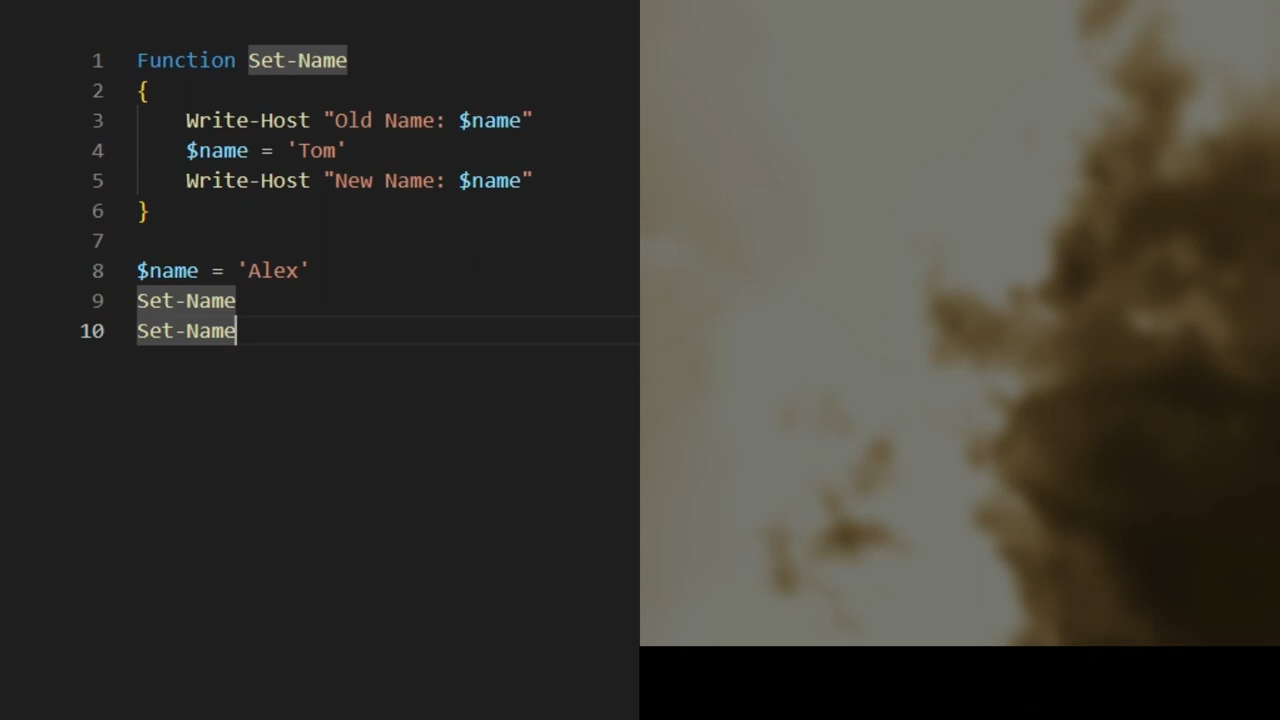 1 Function Set-Name
2 {
3 Write-Host "Old Name: $name"
4 $name = 'Tom'
5 Write-Host "New Name: $name"
6 }
7
8 $name = 'Alex'
9 Set-Name
10 Set-Name